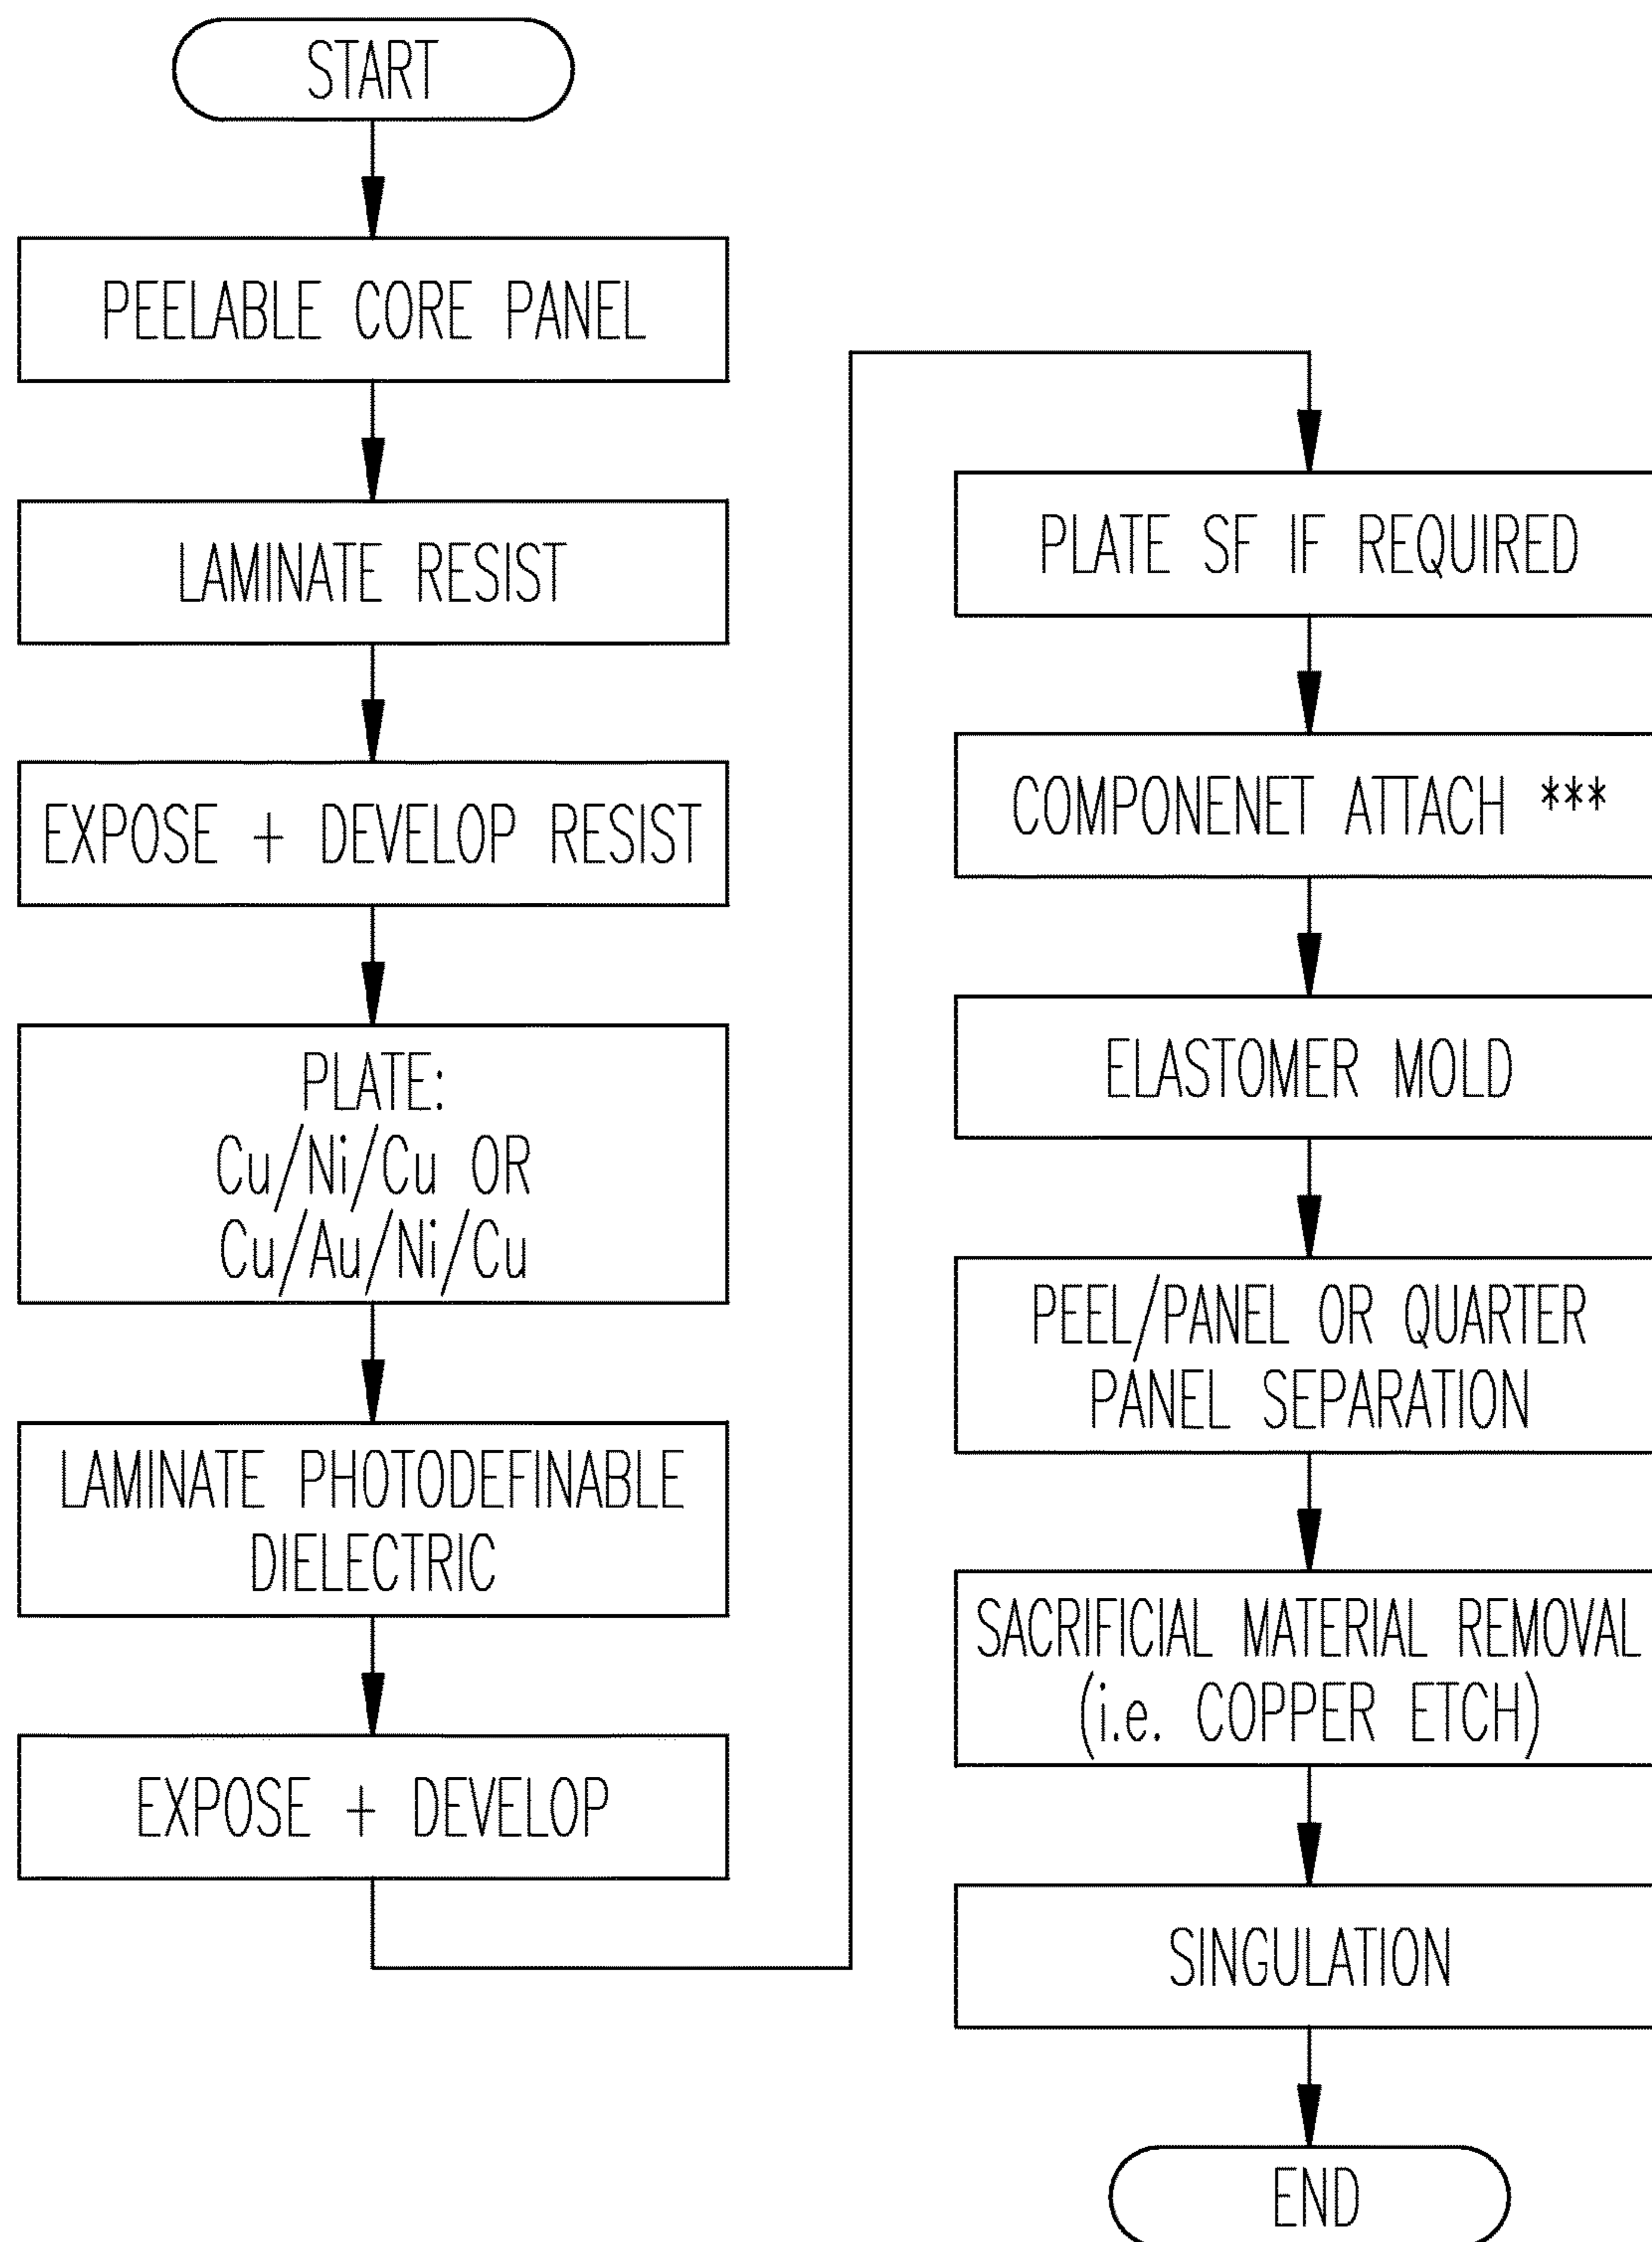 START
PEELABLE CORE PANEL
LAMINATE RESIST
EXPOSE + DEVELOP RESIST
PLATE:
Cu/Ni/Cu OR
Cu/Au/Ni/Cu
LAMINATE PHOTODEFINABLE
DIELECTRIC
EXPOSE + DEVELOP
PLATE SF IF REQUIRED
COMPONENET ATTACH ***
ELASTOMER MOLD
PEEL/PANEL OR QUARTER
PANEL SEPARATION
SACRIFICIAL MATERIAL REMOVAL
(i.e. COPPER ETCH)
SINGULATION
END